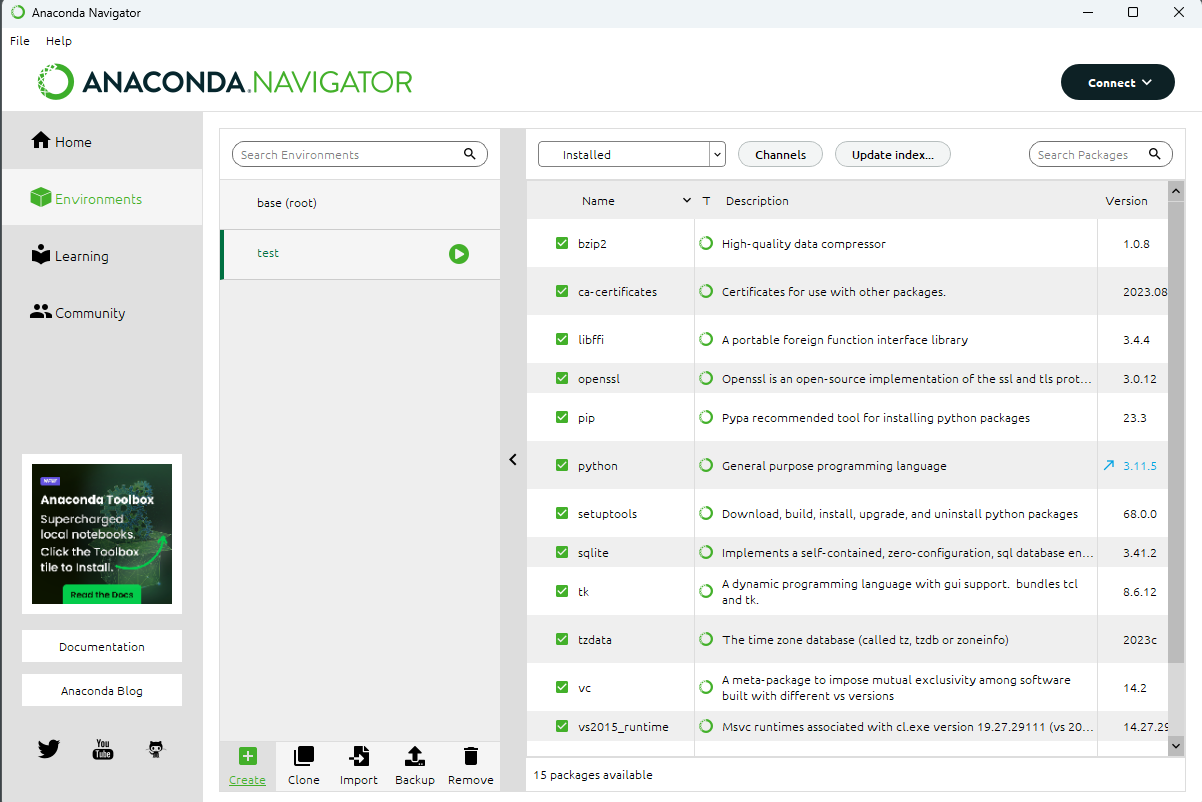 Anaconda Navigator
File Help
ANACONDA.NAVIGATOR
Connect
Home
Environments
Learning
Community
Anaconda Toolbox
Supercharged
local notebooks.
Click the Toolbox
tile to Install.
Read the Docs
Documentation
Anaconda Blog
You
Tube
Search Environments
base (root)
test
Create Clone Import Backup Remove
Installed Channels Update index... Search Packages
Name T Description Version
bzip2 High-quality data compressor 1.0.8
ca-certificates Certificates for use with other packages. 2023.08
libffi A portable foreign function interface library 3.4.4
openssl Openssl is an open-source implementation of the ssl and tls prot... 3.0.12
pip Pypa recommended tool for installing python packages 23.3
python General purpose programming language 3.11.5
setuptools Download, build, install, upgrade, and uninstall python packages 68.0.0
sqlite Implements a self-contained, zero-configuration, sql database en... 3.41.2
tk A dynamic programming language with gui support. bundles tcl 8.6.12
and tk.
tzdata The time zone database (called tz, tzdb or zoneinfo) 2023c
vc A meta-package to impose mutual exclusivity among software 14.2
built with different vs versions
vs2015_runtime Msvc runtimes associated with cl.exe version 19.27.29111 (vs 20... 14.27.29
15 packages available